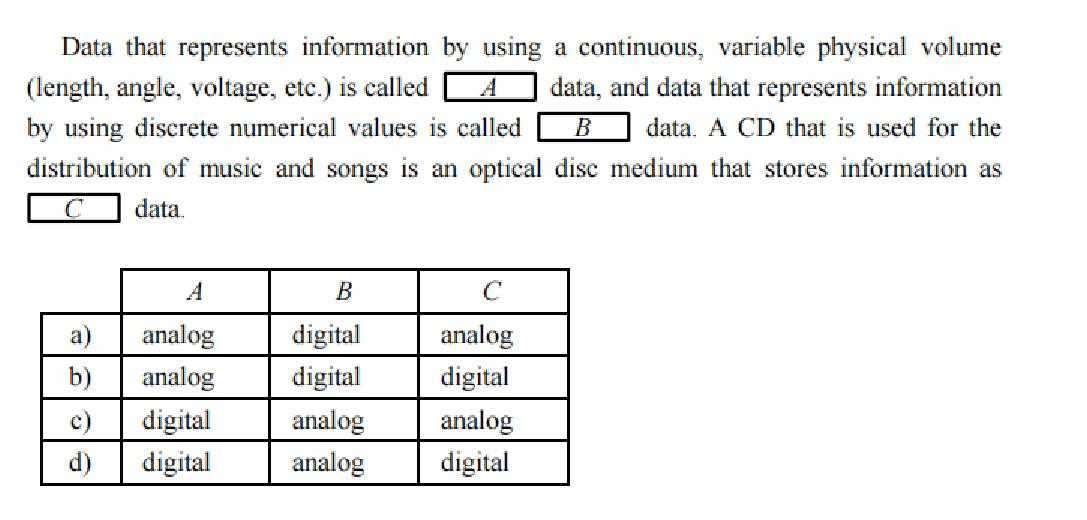 Data that represents information by using a continuous, variable physical volume
(length, angle, voltage, etc.) is called A data, and data that represents information
by using discrete numerical values is called B data. A CD that is used for the
distribution of music and songs is an optical disc medium that stores information as
C data.
A B C
a) analog digital analog
b) analog digital digital
c) digital analog analog
d) digital analog digital